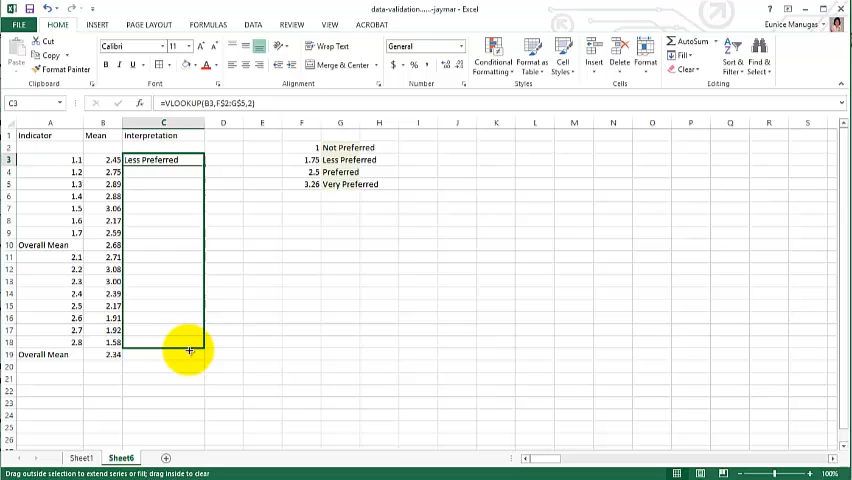 data-validation.....-jaymar - Excel
Eunice Manugas
FILE HOME INSERT PAGE LAYOUT FORMULAS DATA REVIEW VIEW ACROBAT
Cut
Copy
Format Painter
Paste
Clipboard
Calibri 11
B I U
Font
Wrap Text
Merge & Center
Alignment
General
$ % ,
Number
Conditional Formatting
Format as Table
Cell Styles
Styles
Insert Delete Format
Cells
AutoSum
Fill
Clear
Sort & Filter
Find & Select
Editing
C3 fx =VLOOKUP(B3,F$2:G$5,2)
A B C D E F G H I J K L M N O P Q R S
1 Indicator Mean Interpretation
2 1 Not Preferred
3 1.1 2.45 Less Preferred 1.75 Less Preferred
4 1.2 2.75 2.5 Preferred
5 1.3 2.89 3.26 Very Preferred
6 1.4 2.88
7 1.5 3.06
8 1.6 2.17
9 1.7 2.59
10 Overall Mean 2.68
11 2.1 2.71
12 2.2 3.08
13 2.3 3.00
14 2.4 2.39
15 2.5 2.17
16 2.6 1.91
17 2.7 1.92
18 2.8 1.58
19 Overall Mean 2.34
20
21
22
23
24
25
26
Sheet1 Sheet6
Drag outside selection to extend series or fill; drag inside to clear
100%